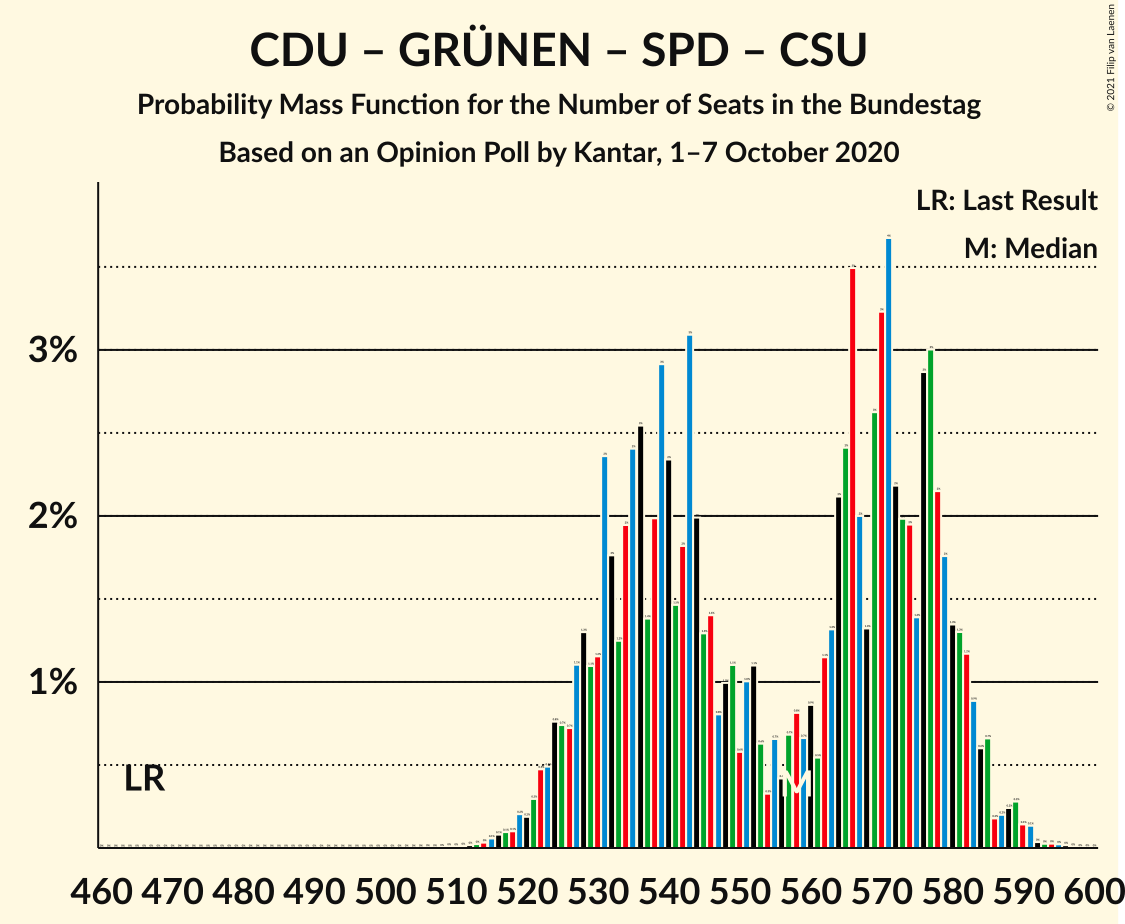 CDU – GRÜNEN – SPD – CSU
Probability Mass Function for the Number of Seats in the Bundestag
Based on an Opinion Poll by Kantar, 1–7 October 2020
© 2021 Filip van Laenen
LR: Last Result
M: Median
3%
2%
1%
LR
M
460 470 480 490 500 510 520 530 540 550 560 570 580 590 600